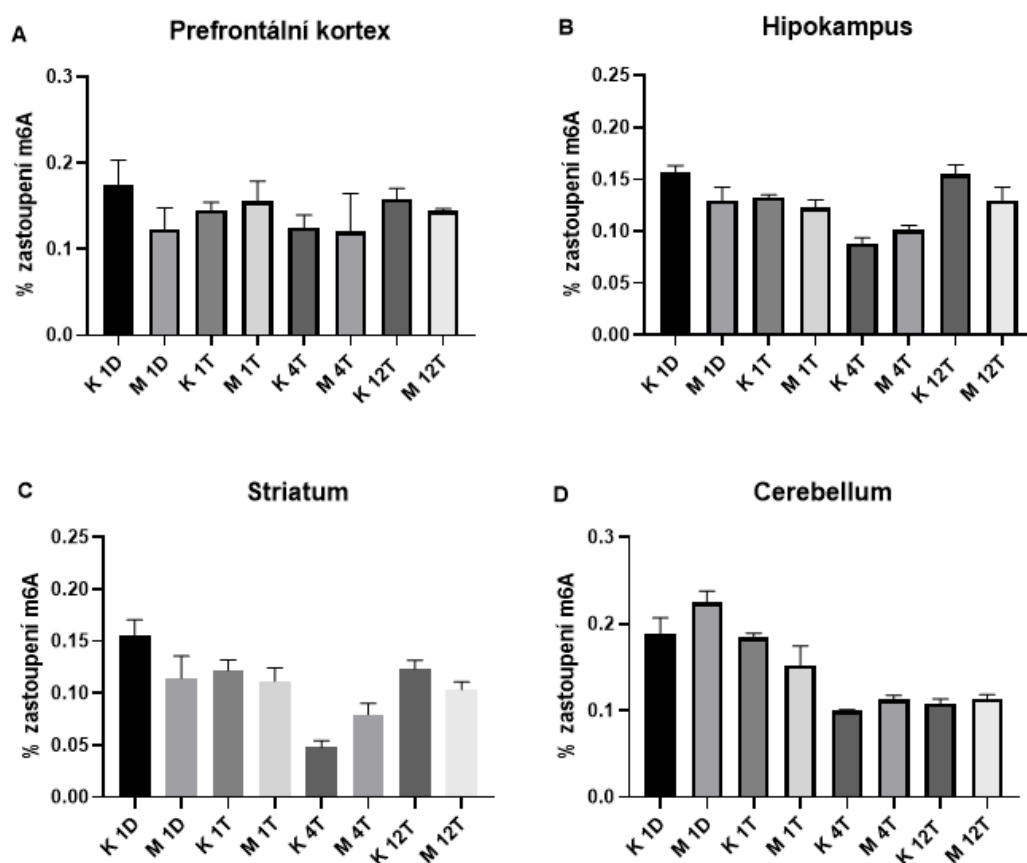 A
Prefrontální kortex
% zastoupení m6A
0.3
0.2
0.1
0.0
K 1D
M 1D
K 1T
M 1T
K 4T
M 4T
K 12T
M 12T
B
Hipokampus
% zastoupení m6A
0.25
0.20
0.15
0.10
0.05
0.00
K 1D
M 1D
K 1T
M 1T
K 4T
M 4T
K 12T
M 12T
C
Striatum
% zastoupení m6A
0.25
0.20
0.15
0.10
0.05
0.00
K 1D
M 1D
K 1T
M 1T
K 4T
M 4T
K 12T
M 12T
D
Cerebellum
% zastoupení m6A
0.3
0.2
0.1
0.0
K 1D
M 1D
K 1T
M 1T
K 4T
M 4T
K 12T
M 12T